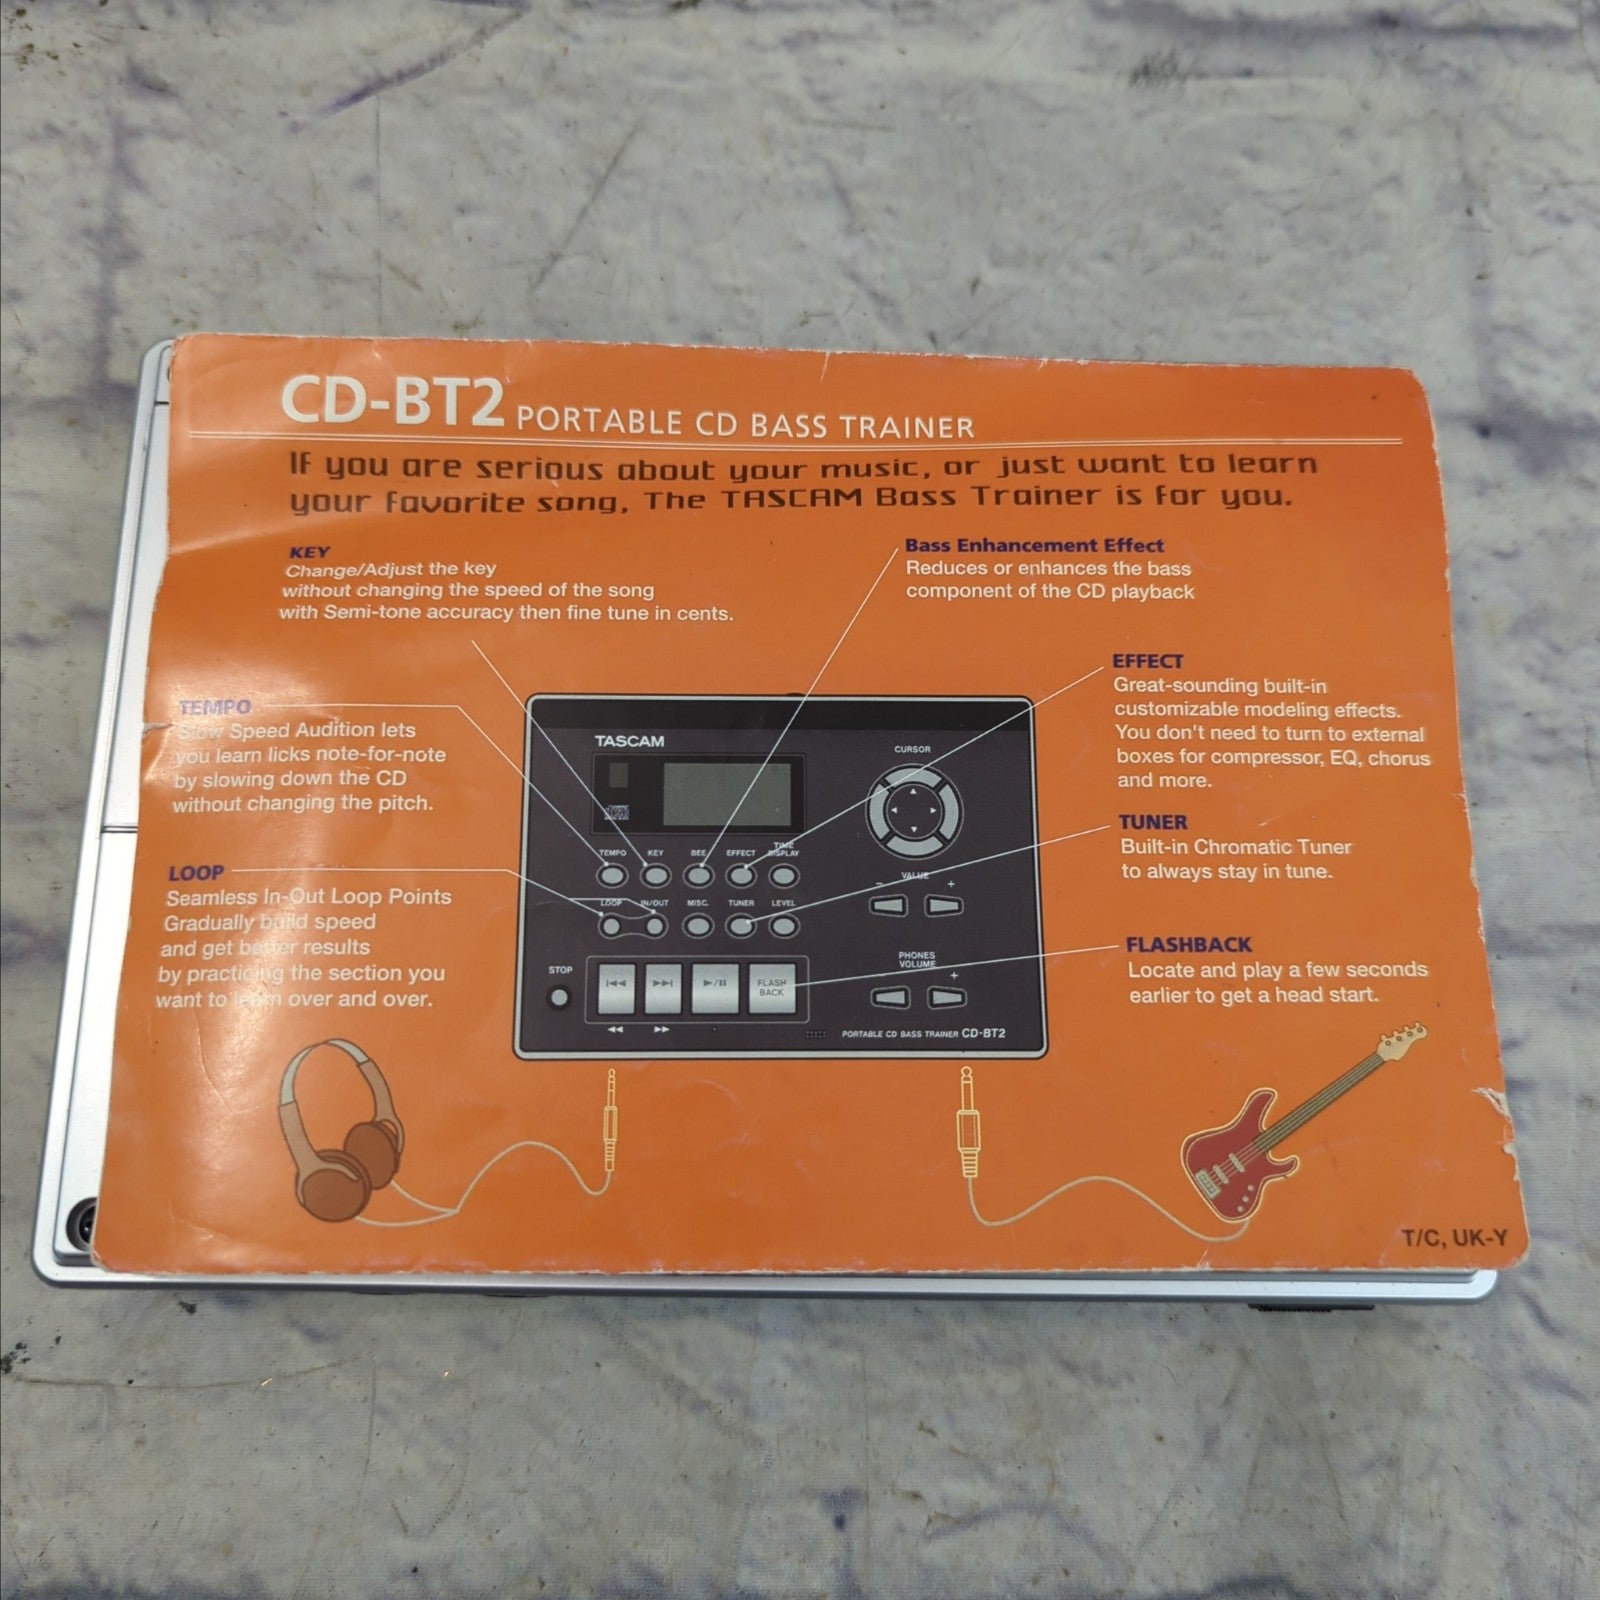 CD-BT2 PORTABLE CD BASS TRAINER
If you are serious about your music, or just want to learn
your favorite song, The TASCAM Bass Trainer is for you.
KEY
Change/Adjust the key
without changing the speed of the song
with Semi-tone accuracy then fine tune in cents.
Bass Enhancement Effect
Reduces or enhances the bass
component of the CD playback
TEMPO
Slow Speed Audition lets
you learn licks note-for-note
by slowing down the CD
without changing the pitch.
EFFECT
Great-sounding built-in
customizable modeling effects.
You don't need to turn to external
boxes for compressor, EQ, chorus
and more.
LOOP
Seamless In-Out Loop Points
Gradually build speed
and get better results
by practicing the section you
want to learn over and over.
TUNER
Built-in Chromatic Tuner
to always stay in tune.
FLASHBACK
Locate and play a few seconds
earlier to get a head start.
TASCAM
CURSOR
TEMPO KEY BEE EFFECT TIME DISPLAY
VALUE
- +
LOOP IN/OUT MISC. TUNER LEVEL
PHONES
VOLUME
- +
STOP
FLASH
BACK
PORTABLE CD BASS TRAINER CD-BT2
T/C, UK-Y